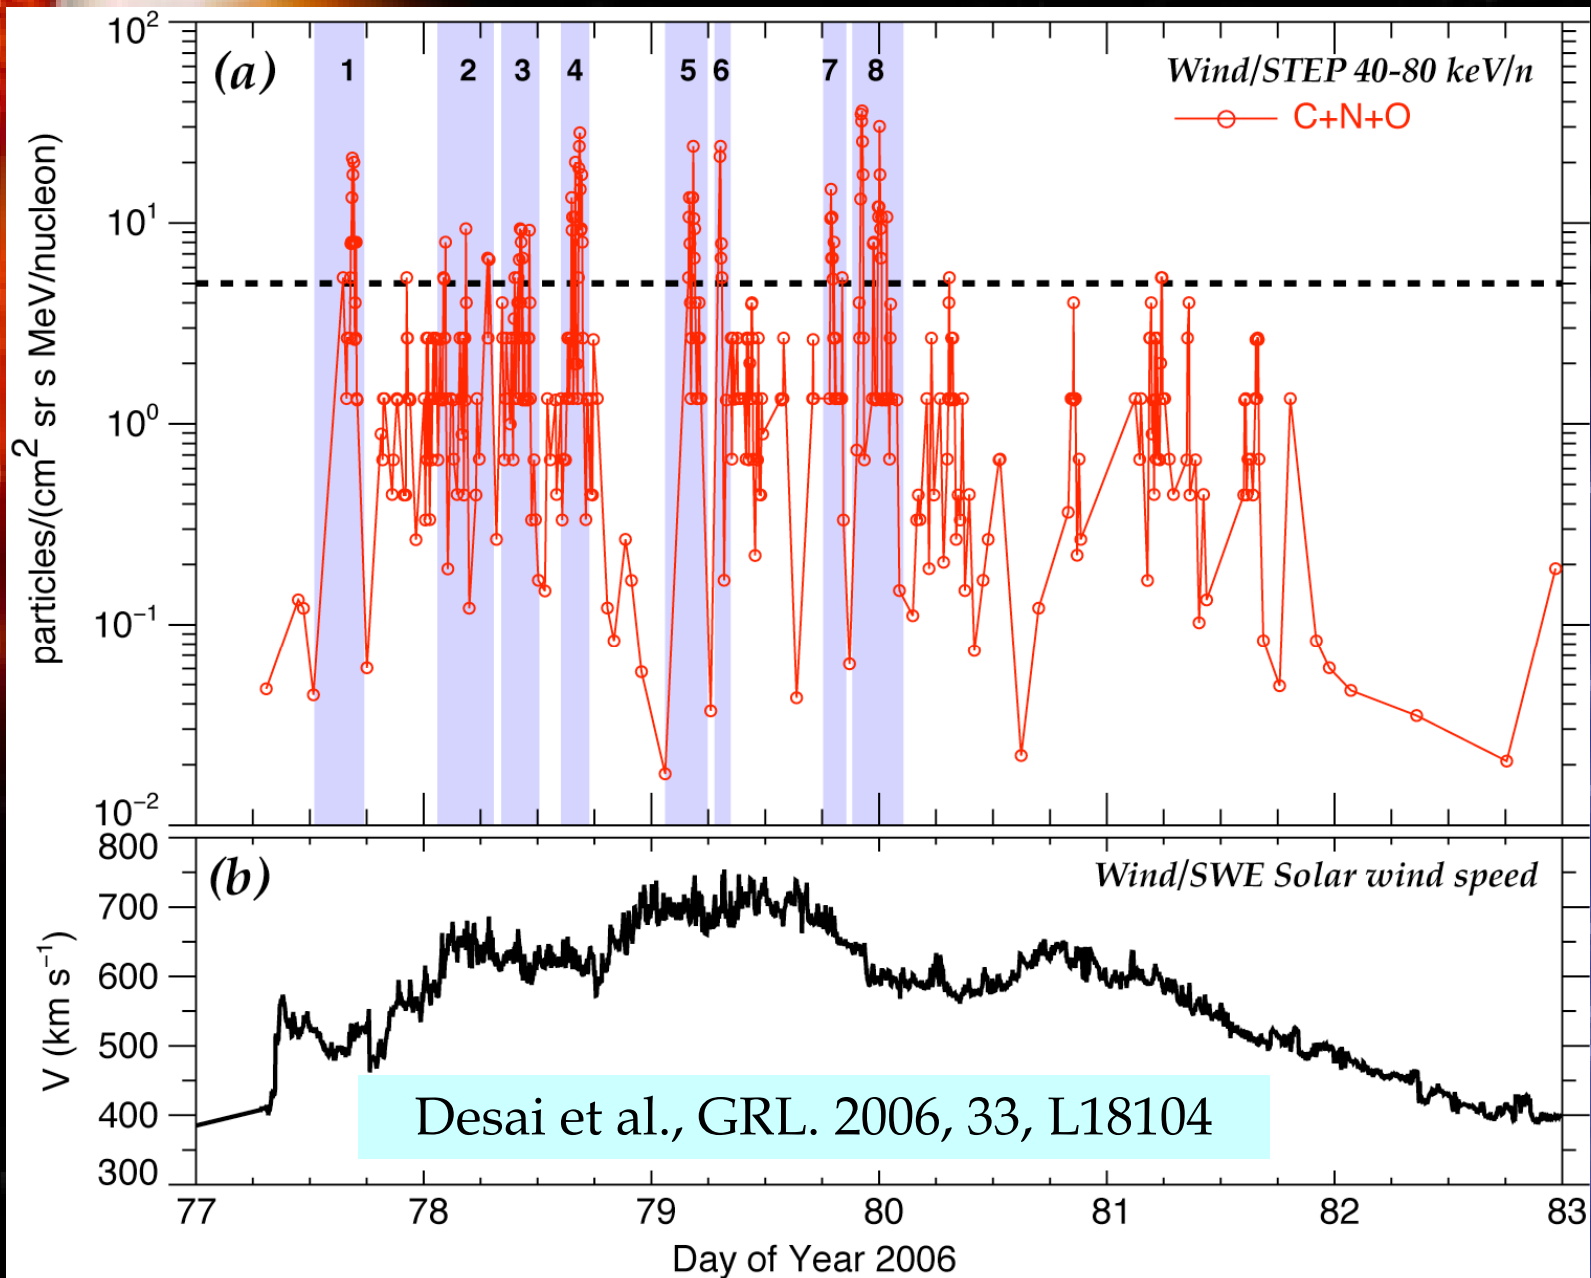 (a)
1 2 3 4 5 6 7 8
Wind/STEP 40-80 keV/n
C+N+O
particles/(cm² sr s MeV/nucleon)
10²
10¹
10⁰
10⁻¹
10⁻²
(b)
Wind/SWE Solar wind speed
V (km s⁻¹)
800
700
600
500
400
300
Desai et al., GRL. 2006, 33, L18104
77 78 79 80 81 82 83
Day of Year 2006